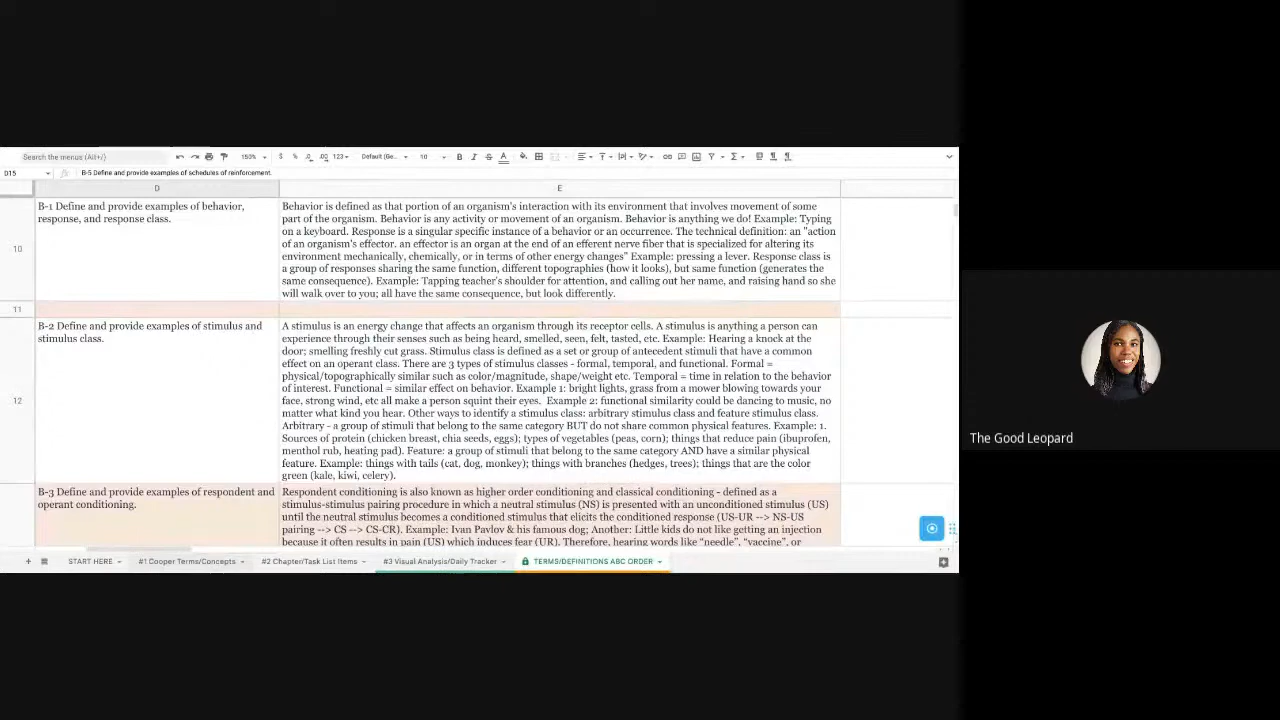 Search the menus (Alt+/)
150%
$ % .0 .00 123
Default (Ge...
10
B I S A
D15
fx
B-5 Define and provide examples of schedules of reinforcement.
D
E
10
B-1 Define and provide examples of behavior,
response, and response class.
Behavior is defined as that portion of an organism's interaction with its environment that involves movement of some
part of the organism. Behavior is any activity or movement of an organism. Behavior is anything we do! Example: Typing
on a keyboard. Response is a singular specific instance of a behavior or an occurrence. The technical definition: an "action
of an organism's effector. an effector is an organ at the end of an efferent nerve fiber that is specialized for altering its
environment mechanically, chemically, or in terms of other energy changes" Example: pressing a lever. Response class is
a group of responses sharing the same function, different topographies (how it looks), but same function (generates the
same consequence). Example: Tapping teacher's shoulder for attention, and calling out her name, and raising hand so she
will walk over to you; all have the same consequence, but look differently.
11
12
B-2 Define and provide examples of stimulus and
stimulus class.
A stimulus is an energy change that affects an organism through its receptor cells. A stimulus is anything a person can
experience through their senses such as being heard, smelled, seen, felt, tasted, etc. Example: Hearing a knock at the
door; smelling freshly cut grass. Stimulus class is defined as a set or group of antecedent stimuli that have a common
effect on an operant class. There are 3 types of stimulus classes - formal, temporal, and functional. Formal =
physical/topographically similar such as color/magnitude, shape/weight etc. Temporal = time in relation to the behavior
of interest. Functional = similar effect on behavior. Example 1: bright lights, grass from a mower blowing towards your
face, strong wind, etc all make a person squint their eyes. Example 2: functional similarity could be dancing to music, no
matter what kind you hear. Other ways to identify a stimulus class: arbitrary stimulus class and feature stimulus class.
Arbitrary - a group of stimuli that belong to the same category BUT do not share common physical features. Example: 1.
Sources of protein (chicken breast, chia seeds, eggs); types of vegetables (peas, corn); things that reduce pain (ibuprofen,
menthol rub, heating pad). Feature: a group of stimuli that belong to the same category AND have a similar physical
feature. Example: things with tails (cat, dog, monkey); things with branches (hedges, trees); things that are the color
green (kale, kiwi, celery).
B-3 Define and provide examples of respondent and
operant conditioning.
Respondent conditioning is also known as higher order conditioning and classical conditioning - defined as a
stimulus-stimulus pairing procedure in which a neutral stimulus (NS) is presented with an unconditioned stimulus (US)
until the neutral stimulus becomes a conditioned stimulus that elicits the conditioned response (US-UR --> NS-US
pairing --> CS --> CS-CR). Example: Ivan Pavlov & his famous dog; Another: Little kids do not like getting an injection
because it often results in pain (US) which induces fear (UR). Therefore, hearing words like “needle”, “vaccine”, or
START HERE
#1 Cooper Terms/Concepts
#2 Chapter/Task List Items
#3 Visual Analysis/Daily Tracker
TERMS/DEFINITIONS ABC ORDER
The Good Leopard